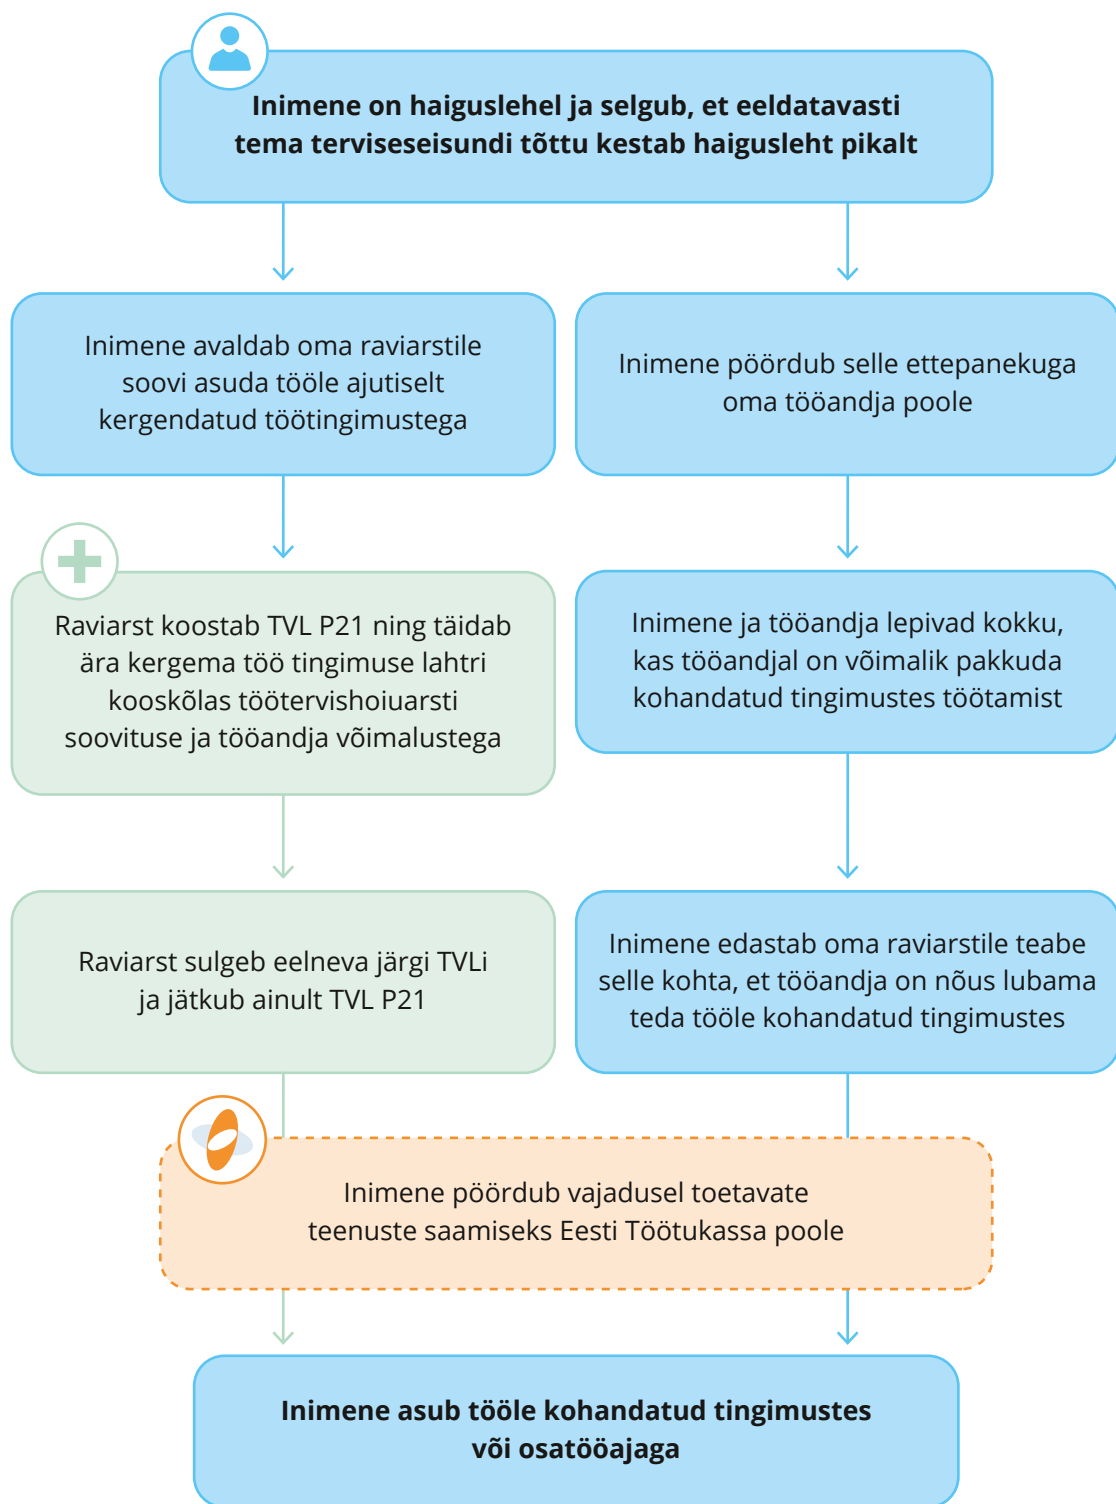 Inimene on haiguslehel ja selgub, et eeldatavasti
tema terviseseisundi tõttu kestab haigusleht pikalt
Inimene avaldab oma raviarstile
soovi asuda tööle ajutiselt
kergendatud töötingimustega
Inimene pöördub selle ettepanekuga
oma tööandja poole
Raviarst koostab TVL P21 ning täidab
ära kergema töö tingimuse lahtri
kooskõlas töötervishoiuarsti
soovituse ja tööandja võimalustega
Inimene ja tööandja lepivad kokku,
kas tööandjal on võimalik pakkuda
kohandatud tingimustes töötamist
Raviarst sulgeb eelneva järgi TVLi
ja jätkub ainult TVL P21
Inimene edastab oma raviarstile teabe
selle kohta, et tööandja on nõus lubama
teda tööle kohandatud tingimustes
Inimene pöördub vajadusel toetavate
teenuste saamiseks Eesti Töötukassa poole
Inimene asub tööle kohandatud tingimustes
või osatööajaga